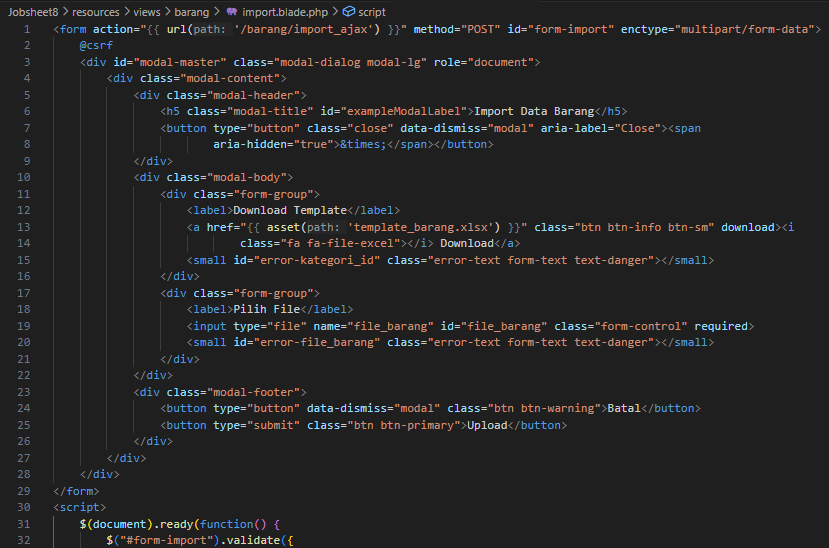 Jobsheet8 > resources > views > barang > import.blade.php > script
1 <form action="{{ url(path: '/barang/import_ajax') }}" method="POST" id="form-import" enctype="multipart/form-data">
2 @csrf
3 <div id="modal-master" class="modal-dialog modal-lg" role="document">
4 <div class="modal-content">
5 <div class="modal-header">
6 <h5 class="modal-title" id="exampleModalLabel">Import Data Barang</h5>
7 <button type="button" class="close" data-dismiss="modal" aria-label="Close"><span
8 aria-hidden="true">&times;</span></button>
9 </div>
10 <div class="modal-body">
11 <div class="form-group">
12 <label>Download Template</label>
13 <a href="{{ asset(path: 'template_barang.xlsx') }}" class="btn btn-info btn-sm" download><i
14 class="fa fa-file-excel"></i> Download</a>
15 <small id="error-kategori_id" class="error-text form-text text-danger"></small>
16 </div>
17 <div class="form-group">
18 <label>Pilih File</label>
19 <input type="file" name="file_barang" id="file_barang" class="form-control" required>
20 <small id="error-file_barang" class="error-text form-text text-danger"></small>
21 </div>
22 </div>
23 <div class="modal-footer">
24 <button type="button" data-dismiss="modal" class="btn btn-warning">Batal</button>
25 <button type="submit" class="btn btn-primary">Upload</button>
26 </div>
27 </div>
28 </div>
29 </form>
30 <script>
31 $(document).ready(function() {
32 $("#form-import").validate({